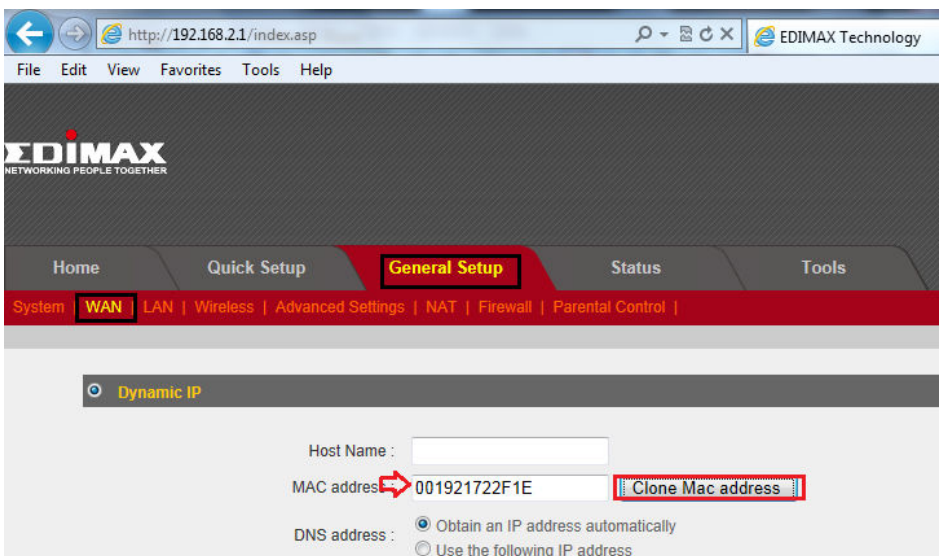 http://192.168.2.1/index.asp
EDIMAX Technology
File Edit View Favorites Tools Help
EDIMAX
NETWORKING PEOPLE TOGETHER
Home Quick Setup General Setup Status Tools
System | WAN | LAN | Wireless | Advanced Settings | NAT | Firewall | Parental Control |
Dynamic IP
Host Name :
MAC address : 001921722F1E Clone Mac address
DNS address : Obtain an IP address automatically
Use the following IP address